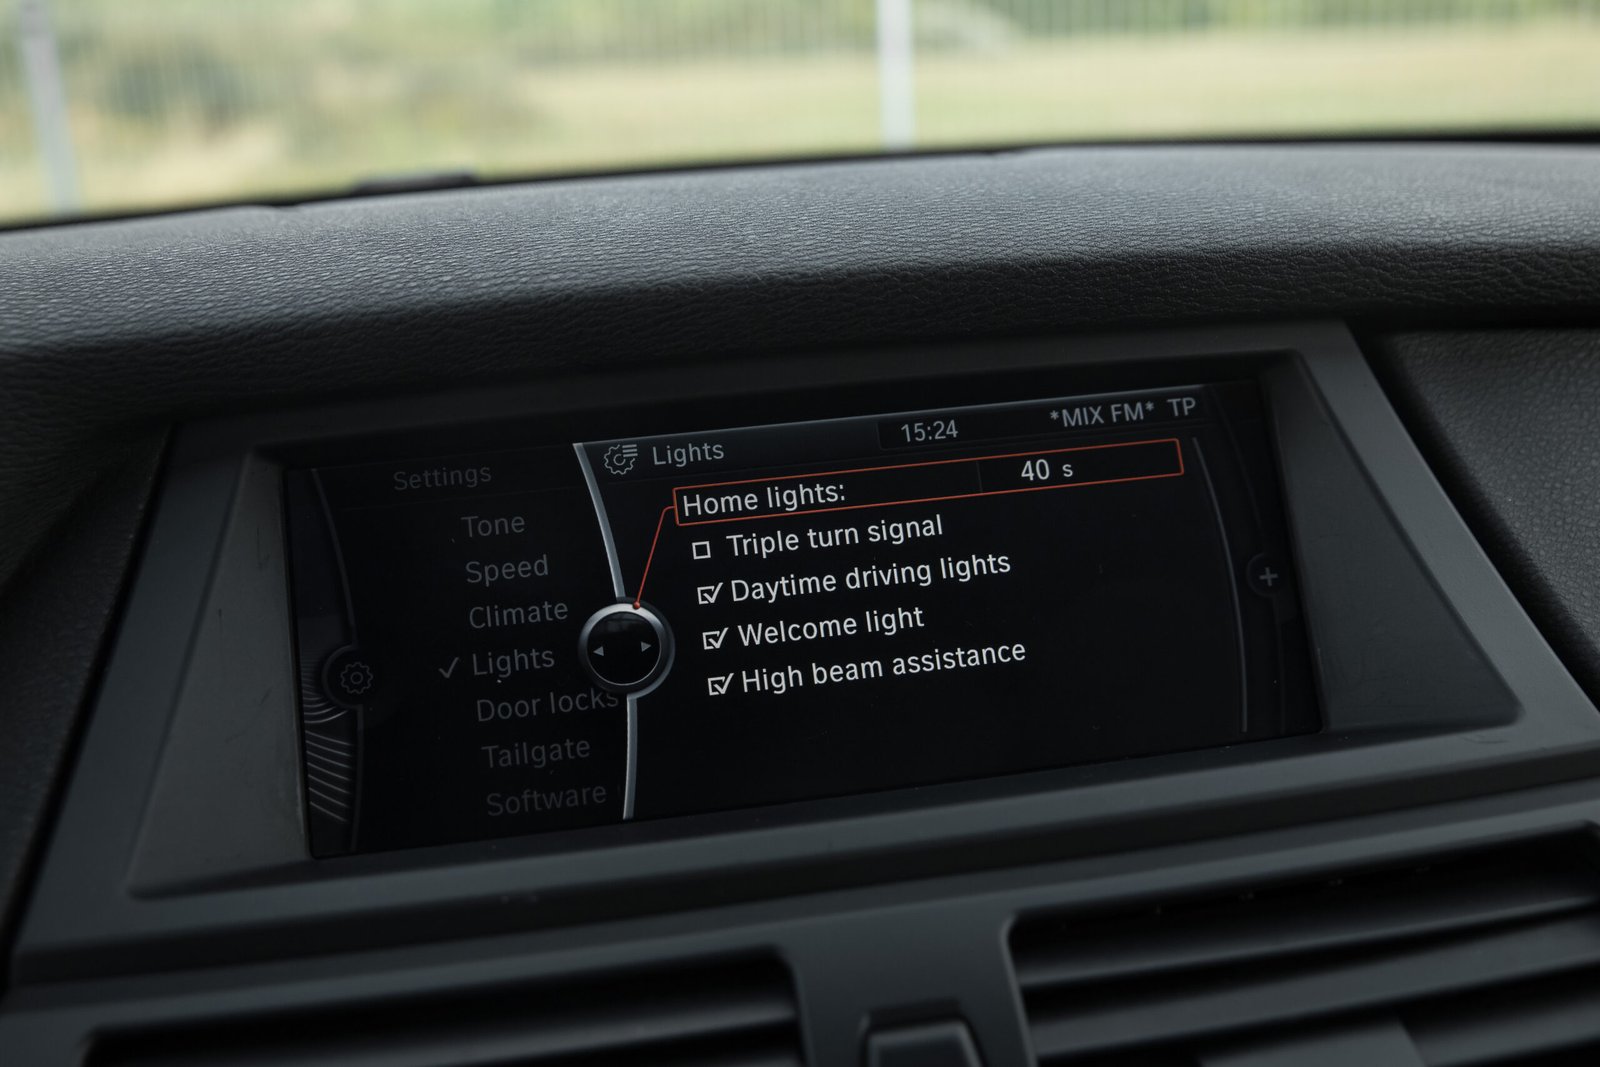 Settings
Tone
Speed
Climate
Lights
Door locks
Tailgate
Software
Lights
15:24
*MIX FM* TP
Home lights: 40 s
Triple turn signal
Daytime driving lights
Welcome light
High beam assistance